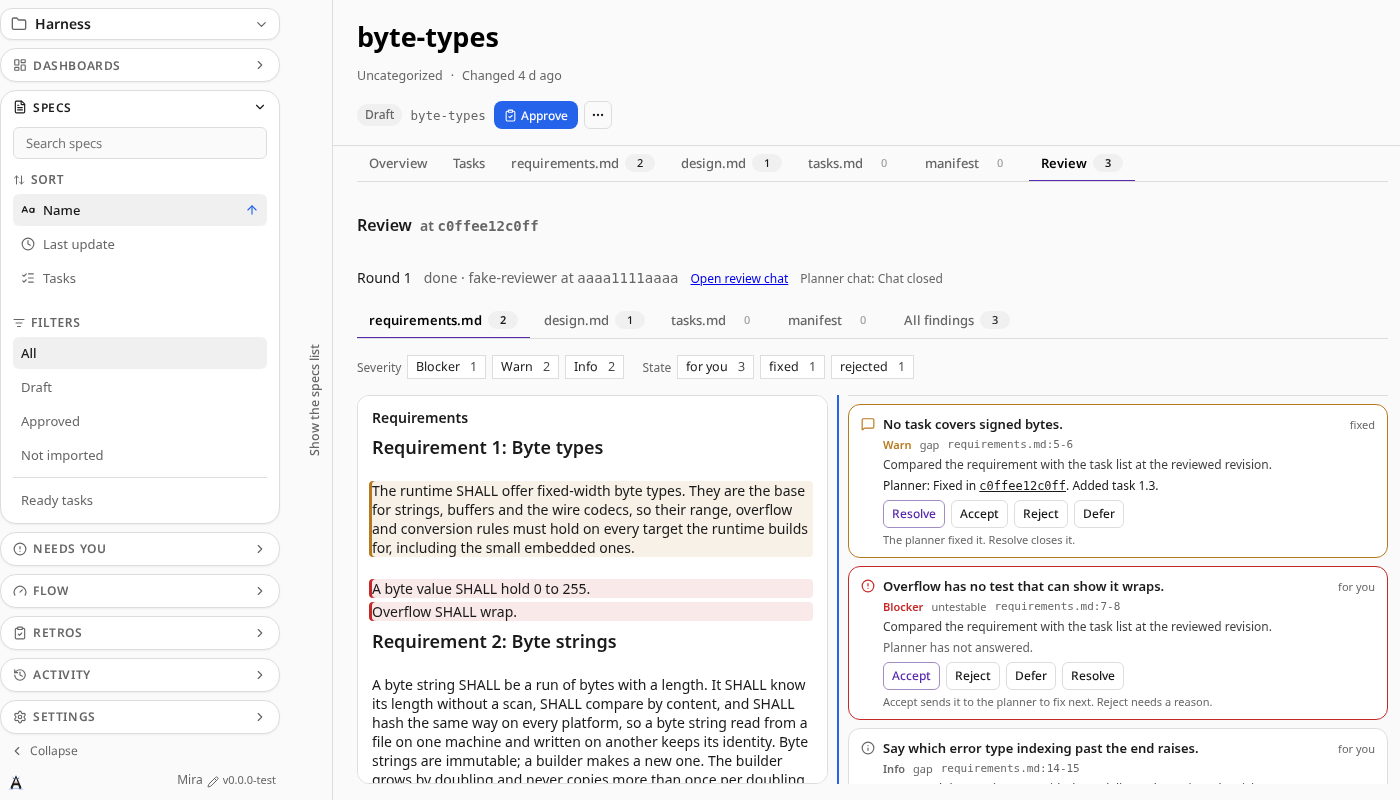 Harness
DASHBOARDS
SPECS
Search specs
SORT
Aa Name
Last update
Tasks
FILTERS
All
Draft
Approved
Not imported
Ready tasks
NEEDS YOU
FLOW
RETROS
ACTIVITY
SETTINGS
Collapse
A Mira v0.0.0-test
Show the specs list
byte-types
Uncategorized · Changed 4 d ago
Draft byte-types Approve ...
Overview Tasks requirements.md 2 design.md 1 tasks.md 0 manifest 0 Review 3
Review at c0ffee12c0ff
Round 1 done · fake-reviewer at aaaa1111aaaa Open review chat Planner chat: Chat closed
requirements.md 2 design.md 1 tasks.md 0 manifest 0 All findings 3
Severity Blocker 1 Warn 2 Info 2 State for you 3 fixed 1 rejected 1
Requirements
Requirement 1: Byte types
The runtime SHALL offer fixed-width byte types. They are the base
for strings, buffers and the wire codecs, so their range, overflow
and conversion rules must hold on every target the runtime builds
for, including the small embedded ones.
A byte value SHALL hold 0 to 255.
Overflow SHALL wrap.
Requirement 2: Byte strings
A byte string SHALL be a run of bytes with a length. It SHALL know
its length without a scan, SHALL compare by content, and SHALL
hash the same way on every platform, so a byte string read from a
file on one machine and written on another keeps its identity. Byte
strings are immutable; a builder makes a new one. The builder
grows by doubling and never copies more than once per doubling,
No task covers signed bytes. fixed
Warn gap requirements.md:5-6
Compared the requirement with the task list at the reviewed revision.
Planner: Fixed in c0ffee12c0ff. Added task 1.3.
Resolve Accept Reject Defer
The planner fixed it. Resolve closes it.
Overflow has no test that can show it wraps. for you
Blocker untestable requirements.md:7-8
Compared the requirement with the task list at the reviewed revision.
Planner has not answered.
Accept Reject Defer Resolve
Accept sends it to the planner to fix next. Reject needs a reason.
Say which error type indexing past the end raises. for you
Info gap requirements.md:14-15